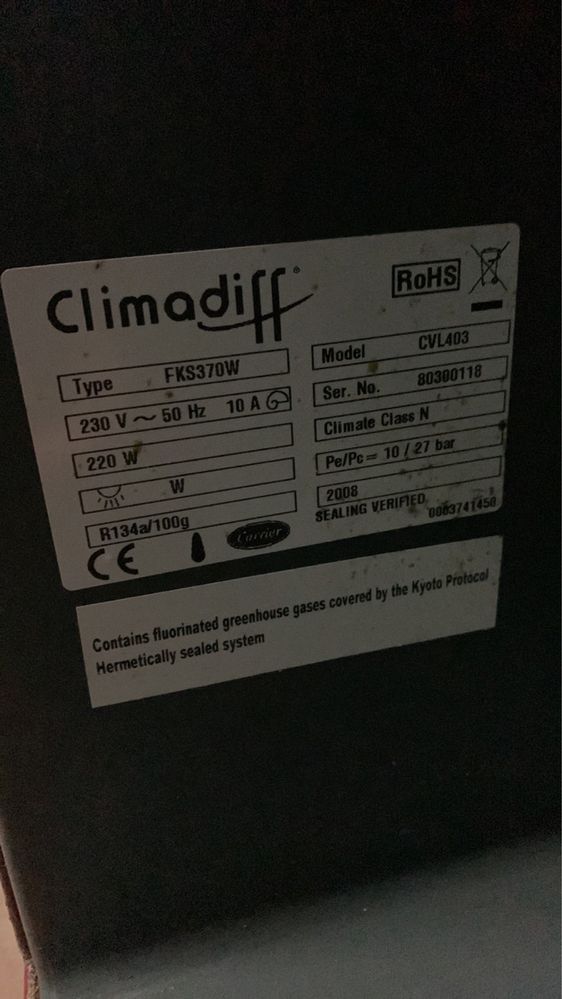 Climadiff
RoHS
Type FKS370W
230 V ~ 50 Hz 10 A
220 W
W
R134a/100g
CE
Carrier
Model CVL403
Ser. No. 80300118
Climate Class N
Pe/Pc = 10 / 27 bar
2008
SEALING VERIFIED
0003741450
Contains fluorinated greenhouse gases covered by the Kyoto Protocol
Hermetically sealed system